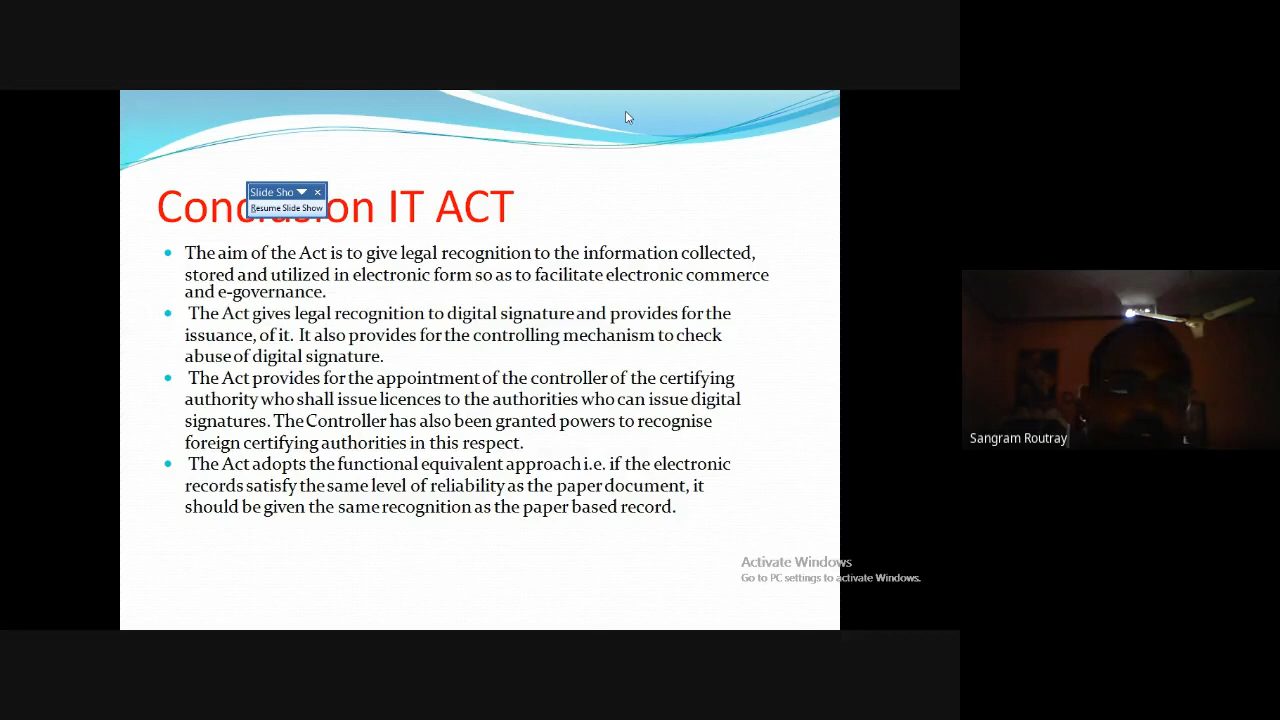 Conclusion IT ACT
Slide Sho
Resume Slide Show
The aim of the Act is to give legal recognition to the information collected,
stored and utilized in electronic form so as to facilitate electronic commerce
and e-governance.
The Act gives legal recognition to digital signature and provides for the
issuance, of it. It also provides for the controlling mechanism to check
abuse of digital signature.
The Act provides for the appointment of the controller of the certifying
authority who shall issue licences to the authorities who can issue digital
signatures. The Controller has also been granted powers to recognise
foreign certifying authorities in this respect.
The Act adopts the functional equivalent approach i.e. if the electronic
records satisfy the same level of reliability as the paper document, it
should be given the same recognition as the paper based record.
Activate Windows
Go to PC settings to activate Windows.
Sangram Routray